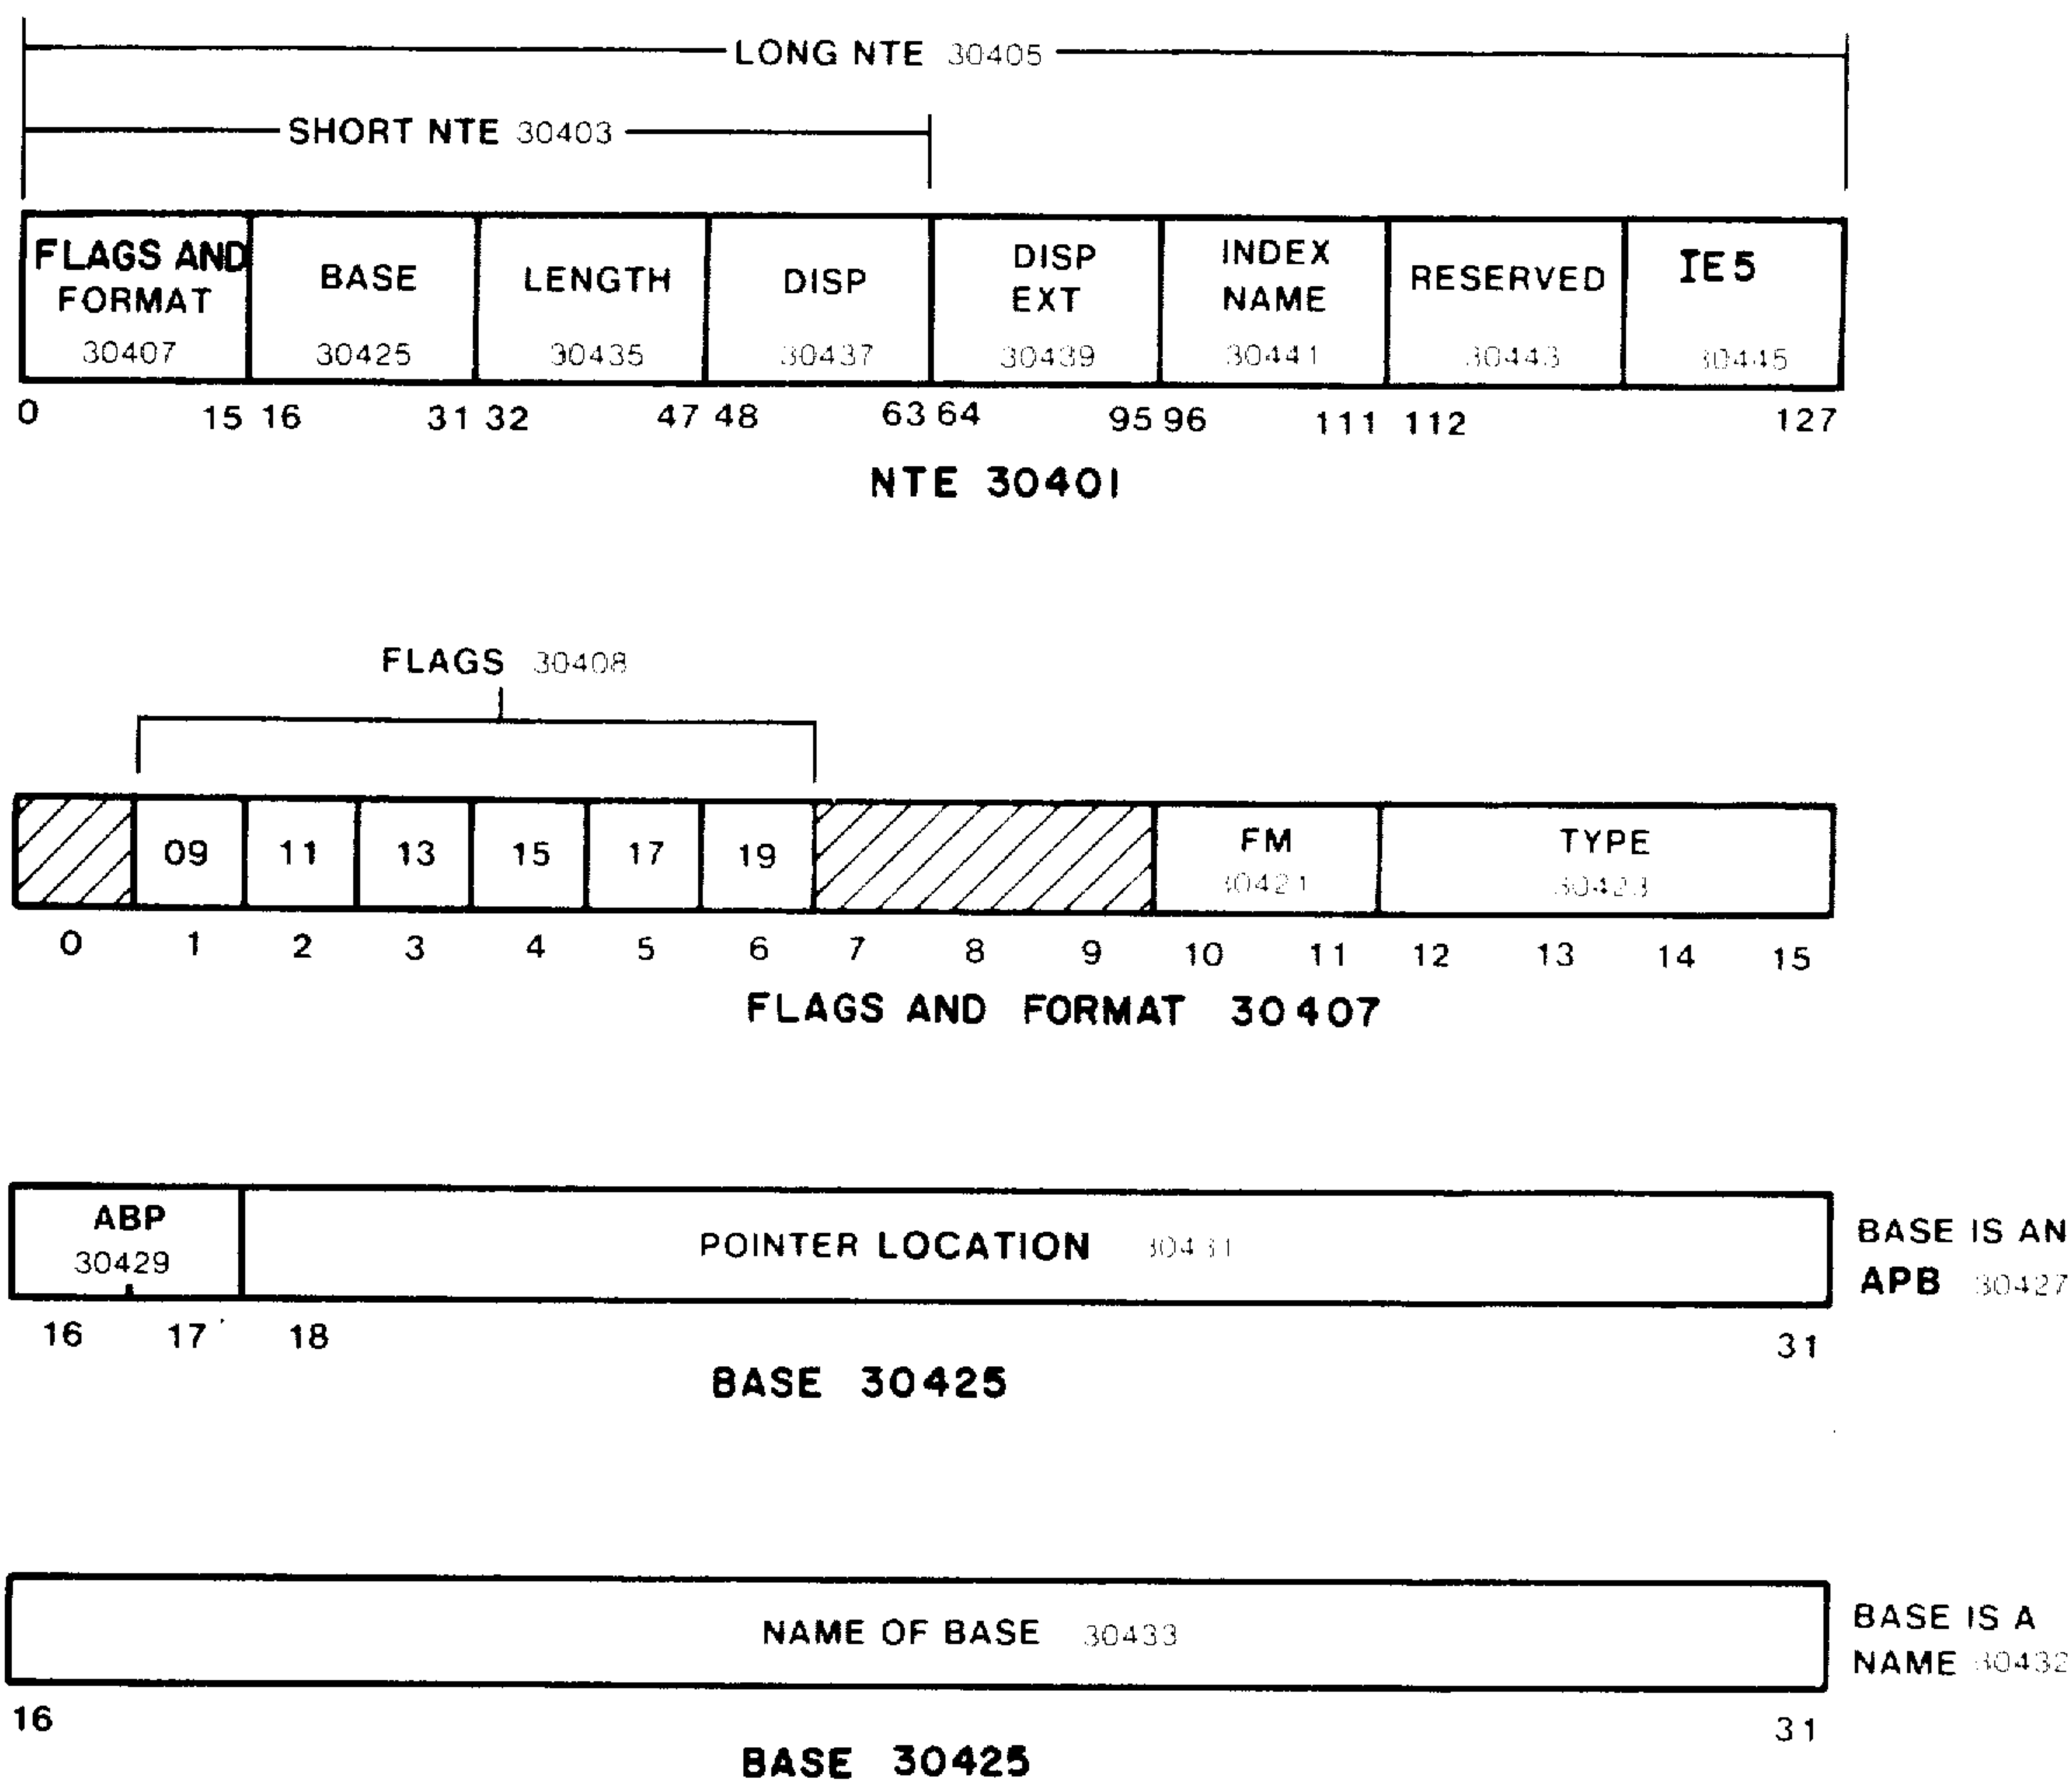 LONG NTE 30405
SHORT NTE 30403
FLAGS AND FORMAT 30407
BASE 30425
LENGTH 30435
DISP 30437
DISP EXT 30439
INDEX NAME 30441
RESERVED 30443
IE5 30445
0 15 16 31 32 47 48 63 64 95 96 111 112 127
NTE 30401
FLAGS 30408
09 11 13 15 17 19
FM 30421
TYPE 30423
0 1 2 3 4 5 6 7 8 9 10 11 12 13 14 15
FLAGS AND FORMAT 30407
ABP 30429
POINTER LOCATION 30431
BASE IS AN
APB 30427
16 17 18 31
BASE 30425
NAME OF BASE 30433
BASE IS A
NAME 30432
16 31
BASE 30425